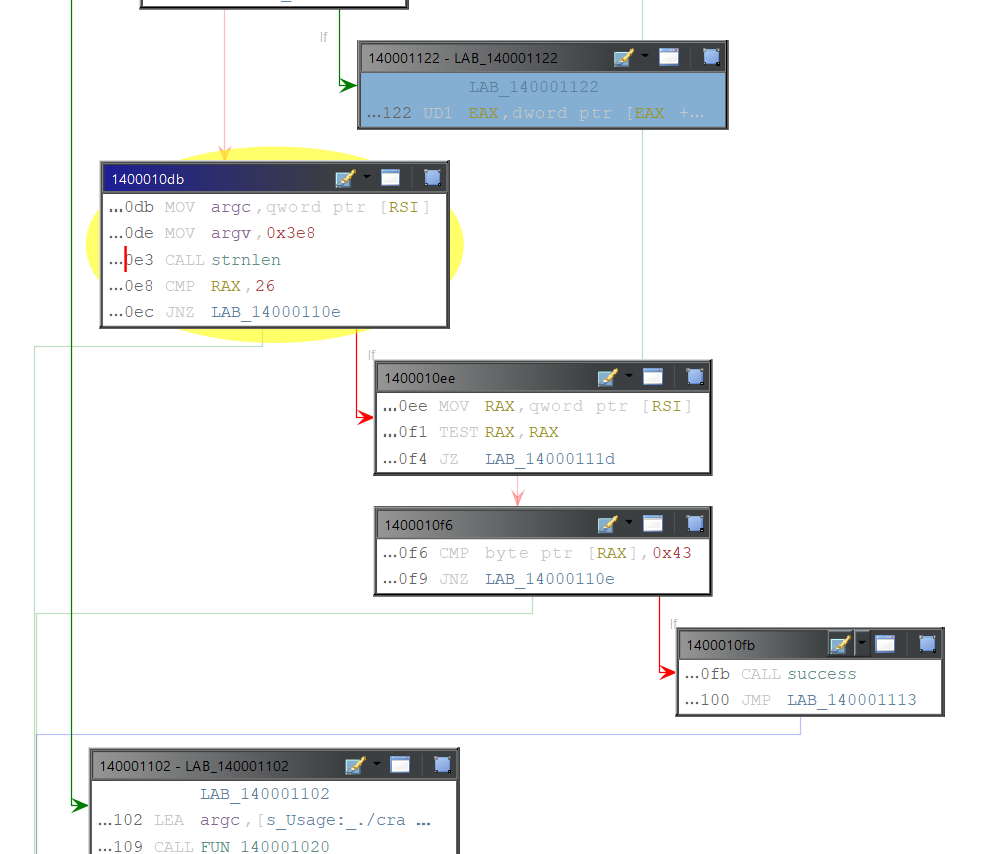 If
140001122 - LAB_140001122
LAB_140001122
...122 UD1 EAX,dword ptr [EAX +...
1400010db
...0db MOV argc,qword ptr [RSI]
...0de MOV argv,0x3e8
...0e3 CALL strnlen
...0e8 CMP RAX,26
...0ec JNZ LAB_14000110e
If
1400010ee
...0ee MOV RAX,qword ptr [RSI]
...0f1 TEST RAX,RAX
...0f4 JZ LAB_14000111d
1400010f6
...0f6 CMP byte ptr [RAX],0x43
...0f9 JNZ LAB_14000110e
If
1400010fb
...0fb CALL success
...100 JMP LAB_140001113
140001102 - LAB_140001102
LAB_140001102
...102 LEA argc,[s_Usage:_./cra ...
...109 CALL FUN_140001020